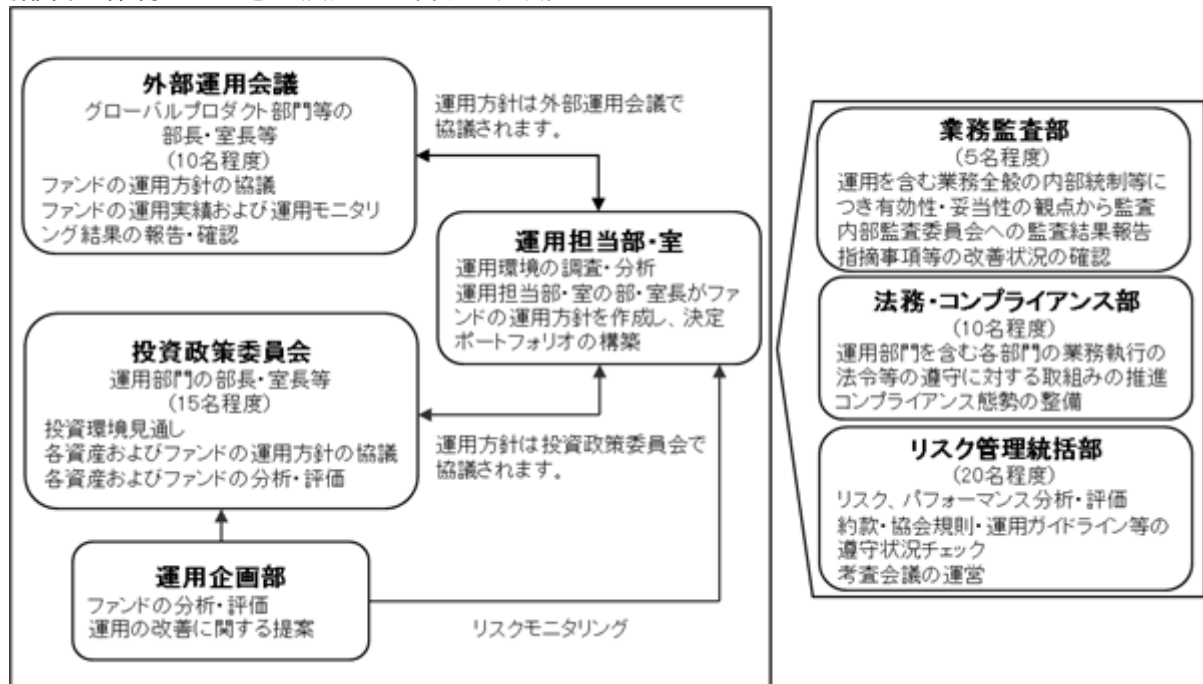 外部運用会議
グローバルプロダクト部門等の
部長・室長等
(10名程度)
ファンドの運用方針の協議
ファンドの運用実績および運用モニタリ
ング結果の報告・確認
運用方針は外部運用会議で
協議されます。
運用担当部・室
運用環境の調査・分析
運用担当部・室の部・室長がファ
ンドの運用方針を作成し、決定
ポートフォリオの構築
投資政策委員会
運用部門の部長・室長等
(15名程度)
投資環境見通し
各資産およびファンドの運用方針の協議
各資産およびファンドの分析・評価
運用方針は投資政策委員会で
協議されます。
運用企画部
ファンドの分析・評価
運用の改善に関する提案
リスクモニタリング
業務監査部
(5名程度)
運用を含む業務全般の内部統制等に
つき有効性・妥当性の観点から監査
内部監査委員会への監査結果報告
指摘事項等の改善状況の確認
法務・コンプライアンス部
(10名程度)
運用部門を含む各部門の業務執行の
法令等の遵守に対する取組みの推進
コンプライアンス態勢の整備
リスク管理統括部
(20名程度)
リスク、パフォーマンス分析・評価
約款・協会規則・運用ガイドライン等の
遵守状況チェック
考査会議の運営